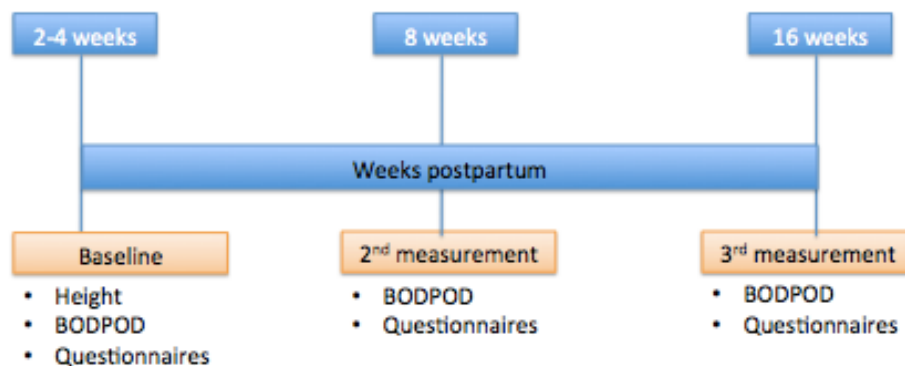 2-4 weeks
8 weeks
16 weeks
Weeks postpartum
Baseline
2nd measurement
3rd measurement
• Height
• BODPOD
• Questionnaires
• BODPOD
• Questionnaires
• BODPOD
• Questionnaires